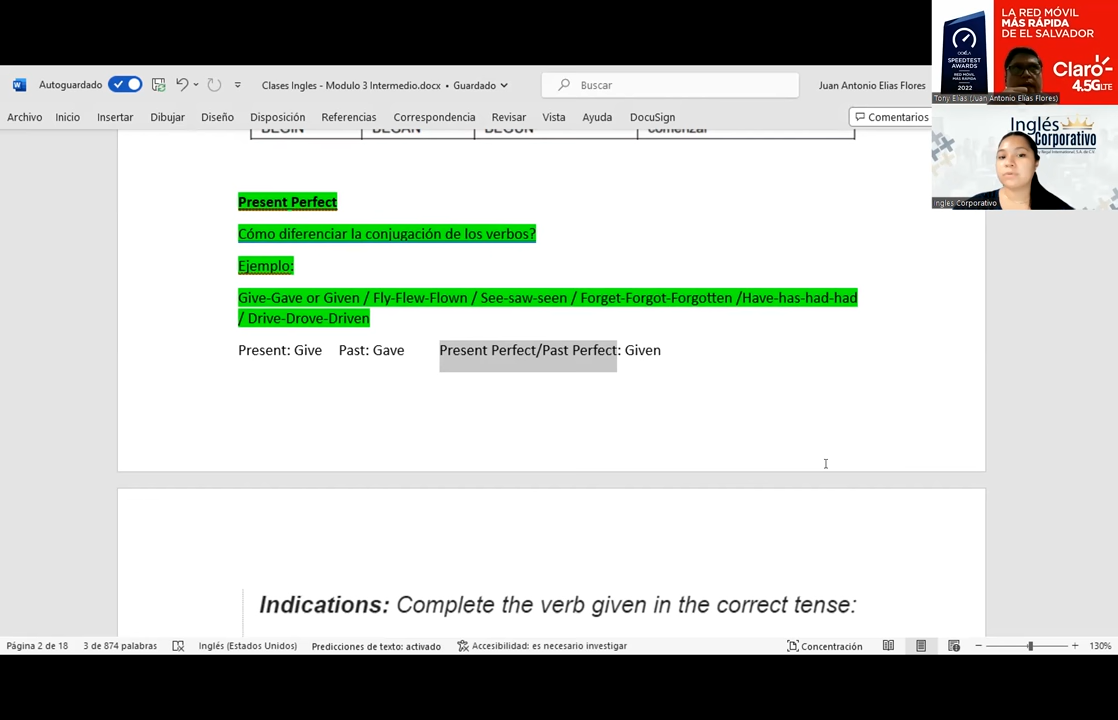 LA RED MÓVIL
MÁS RÁPIDA
DE EL SALVADOR
OOKLA
SPEEDTEST
AWARDS
RED MÓVIL
MÁS RÁPIDA
2022
Claro
4.5G LTE
Tony Elías (Juan Antonio Elías Flores)
Inglés
Corporativo
Ingles Corporativo
Autoguardado
Clases Ingles - Modulo 3 Intermedio.docx • Guardado
Buscar
Juan Antonio Elias Flores
Archivo Inicio Insertar Dibujar Diseño Disposición Referencias Correspondencia Revisar Vista Ayuda DocuSign
Comentarios
BEGIN BEGAN BEGUN comenzar
Present Perfect
Cómo diferenciar la conjugación de los verbos?
Ejemplo:
Give-Gave or Given / Fly-Flew-Flown / See-saw-seen / Forget-Forgot-Forgotten /Have-has-had-had
/ Drive-Drove-Driven
Present: Give Past: Gave Present Perfect/Past Perfect: Given
Indications: Complete the verb given in the correct tense:
Página 2 de 18 3 de 874 palabras Inglés (Estados Unidos) Predicciones de texto: activado Accesibilidad: es necesario investigar Concentración 130%